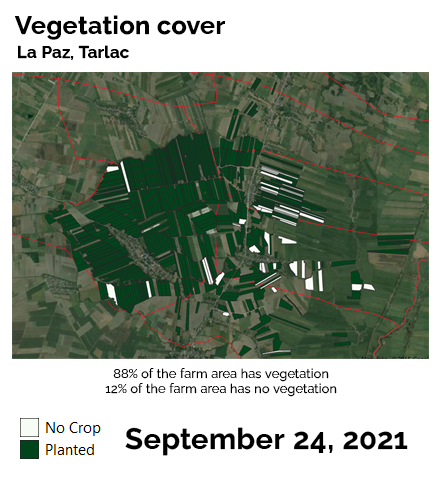 Vegetation cover
La Paz, Tarlac
88% of the farm area has vegetation
12% of the farm area has no vegetation
No Crop
Planted
September 24, 2021